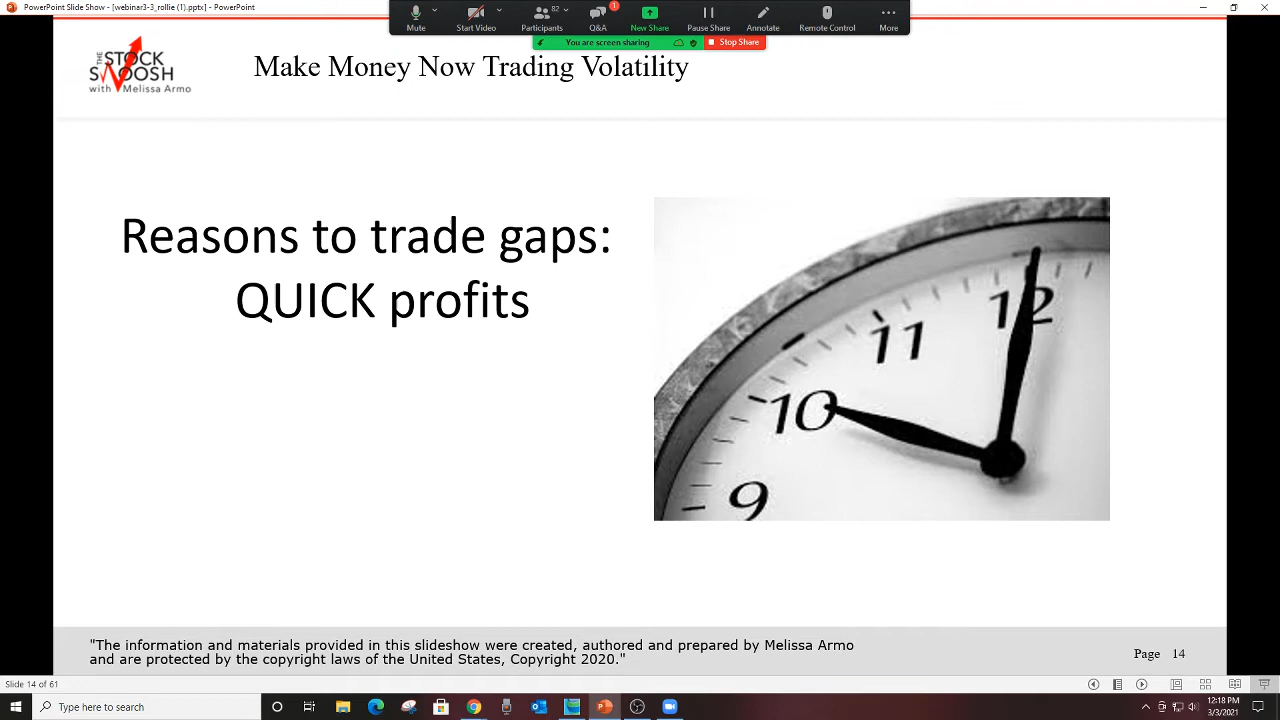 PowerPoint Slide Show - [webinar3-3_rollie (1).pptx] - PowerPoint
Mute
Start Video
82
Participants
1
Q&A
New Share
Pause Share
Annotate
Remote Control
More
You are screen sharing
Stop Share
THE STOCK
SWOOSH
with Melissa Armo
Make Money Now Trading Volatility
Reasons to trade gaps:
QUICK profits
12
11
10
9
"The information and materials provided in this slideshow were created, authored and prepared by Melissa Armo
and are protected by the copyright laws of the United States, Copyright 2020."
Page 14
Slide 14 of 61
Type here to search
12:18 PM
3/3/2021